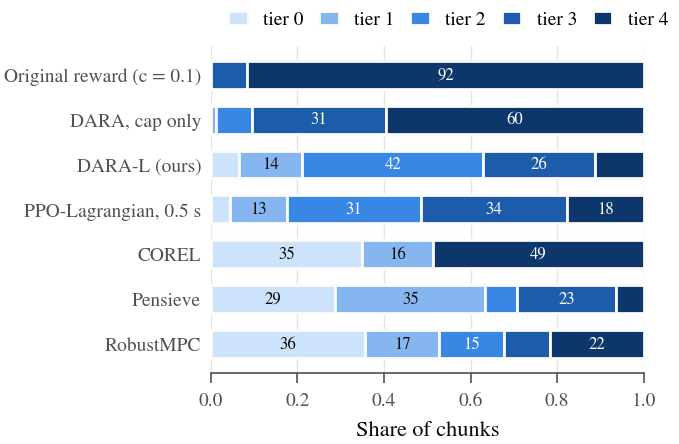 tier 0 tier 1 tier 2 tier 3 tier 4
Original reward (c = 0.1) 92
DARA, cap only 31 60
DARA-L (ours) 14 42 26
PPO-Lagrangian, 0.5 s 13 31 34 18
COREL 35 16 49
Pensieve 29 35 23
RobustMPC 36 17 15 22
0.0 0.2 0.4 0.6 0.8 1.0
Share of chunks